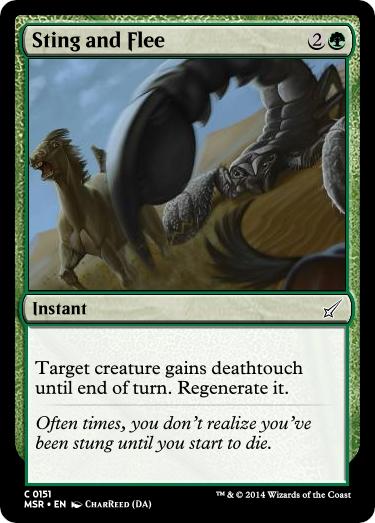 Sting and Flee 2
Instant
Target creature gains deathtouch
until end of turn. Regenerate it.
Often times, you don't realize you've
been stung until you start to die.
C 0151
MSR • EN CharReed (DA)
™ & © 2014 Wizards of the Coast